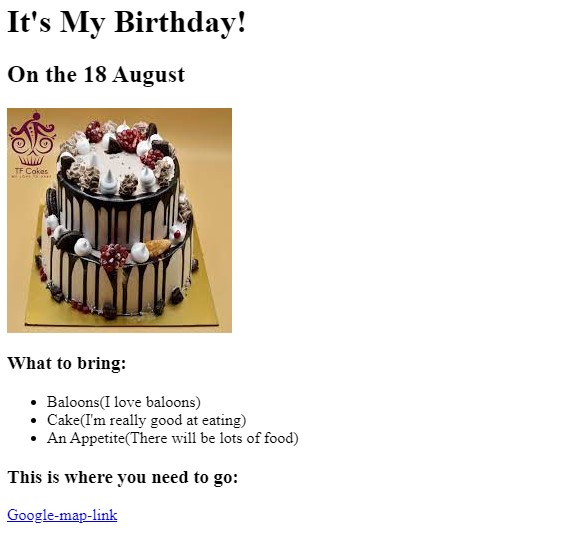 It's My Birthday!
On the 18 August
TF Cakes
What to bring:
Baloons(I love baloons)
Cake(I'm really good at eating)
An Appetite(There will be lots of food)
This is where you need to go:
Google-map-link